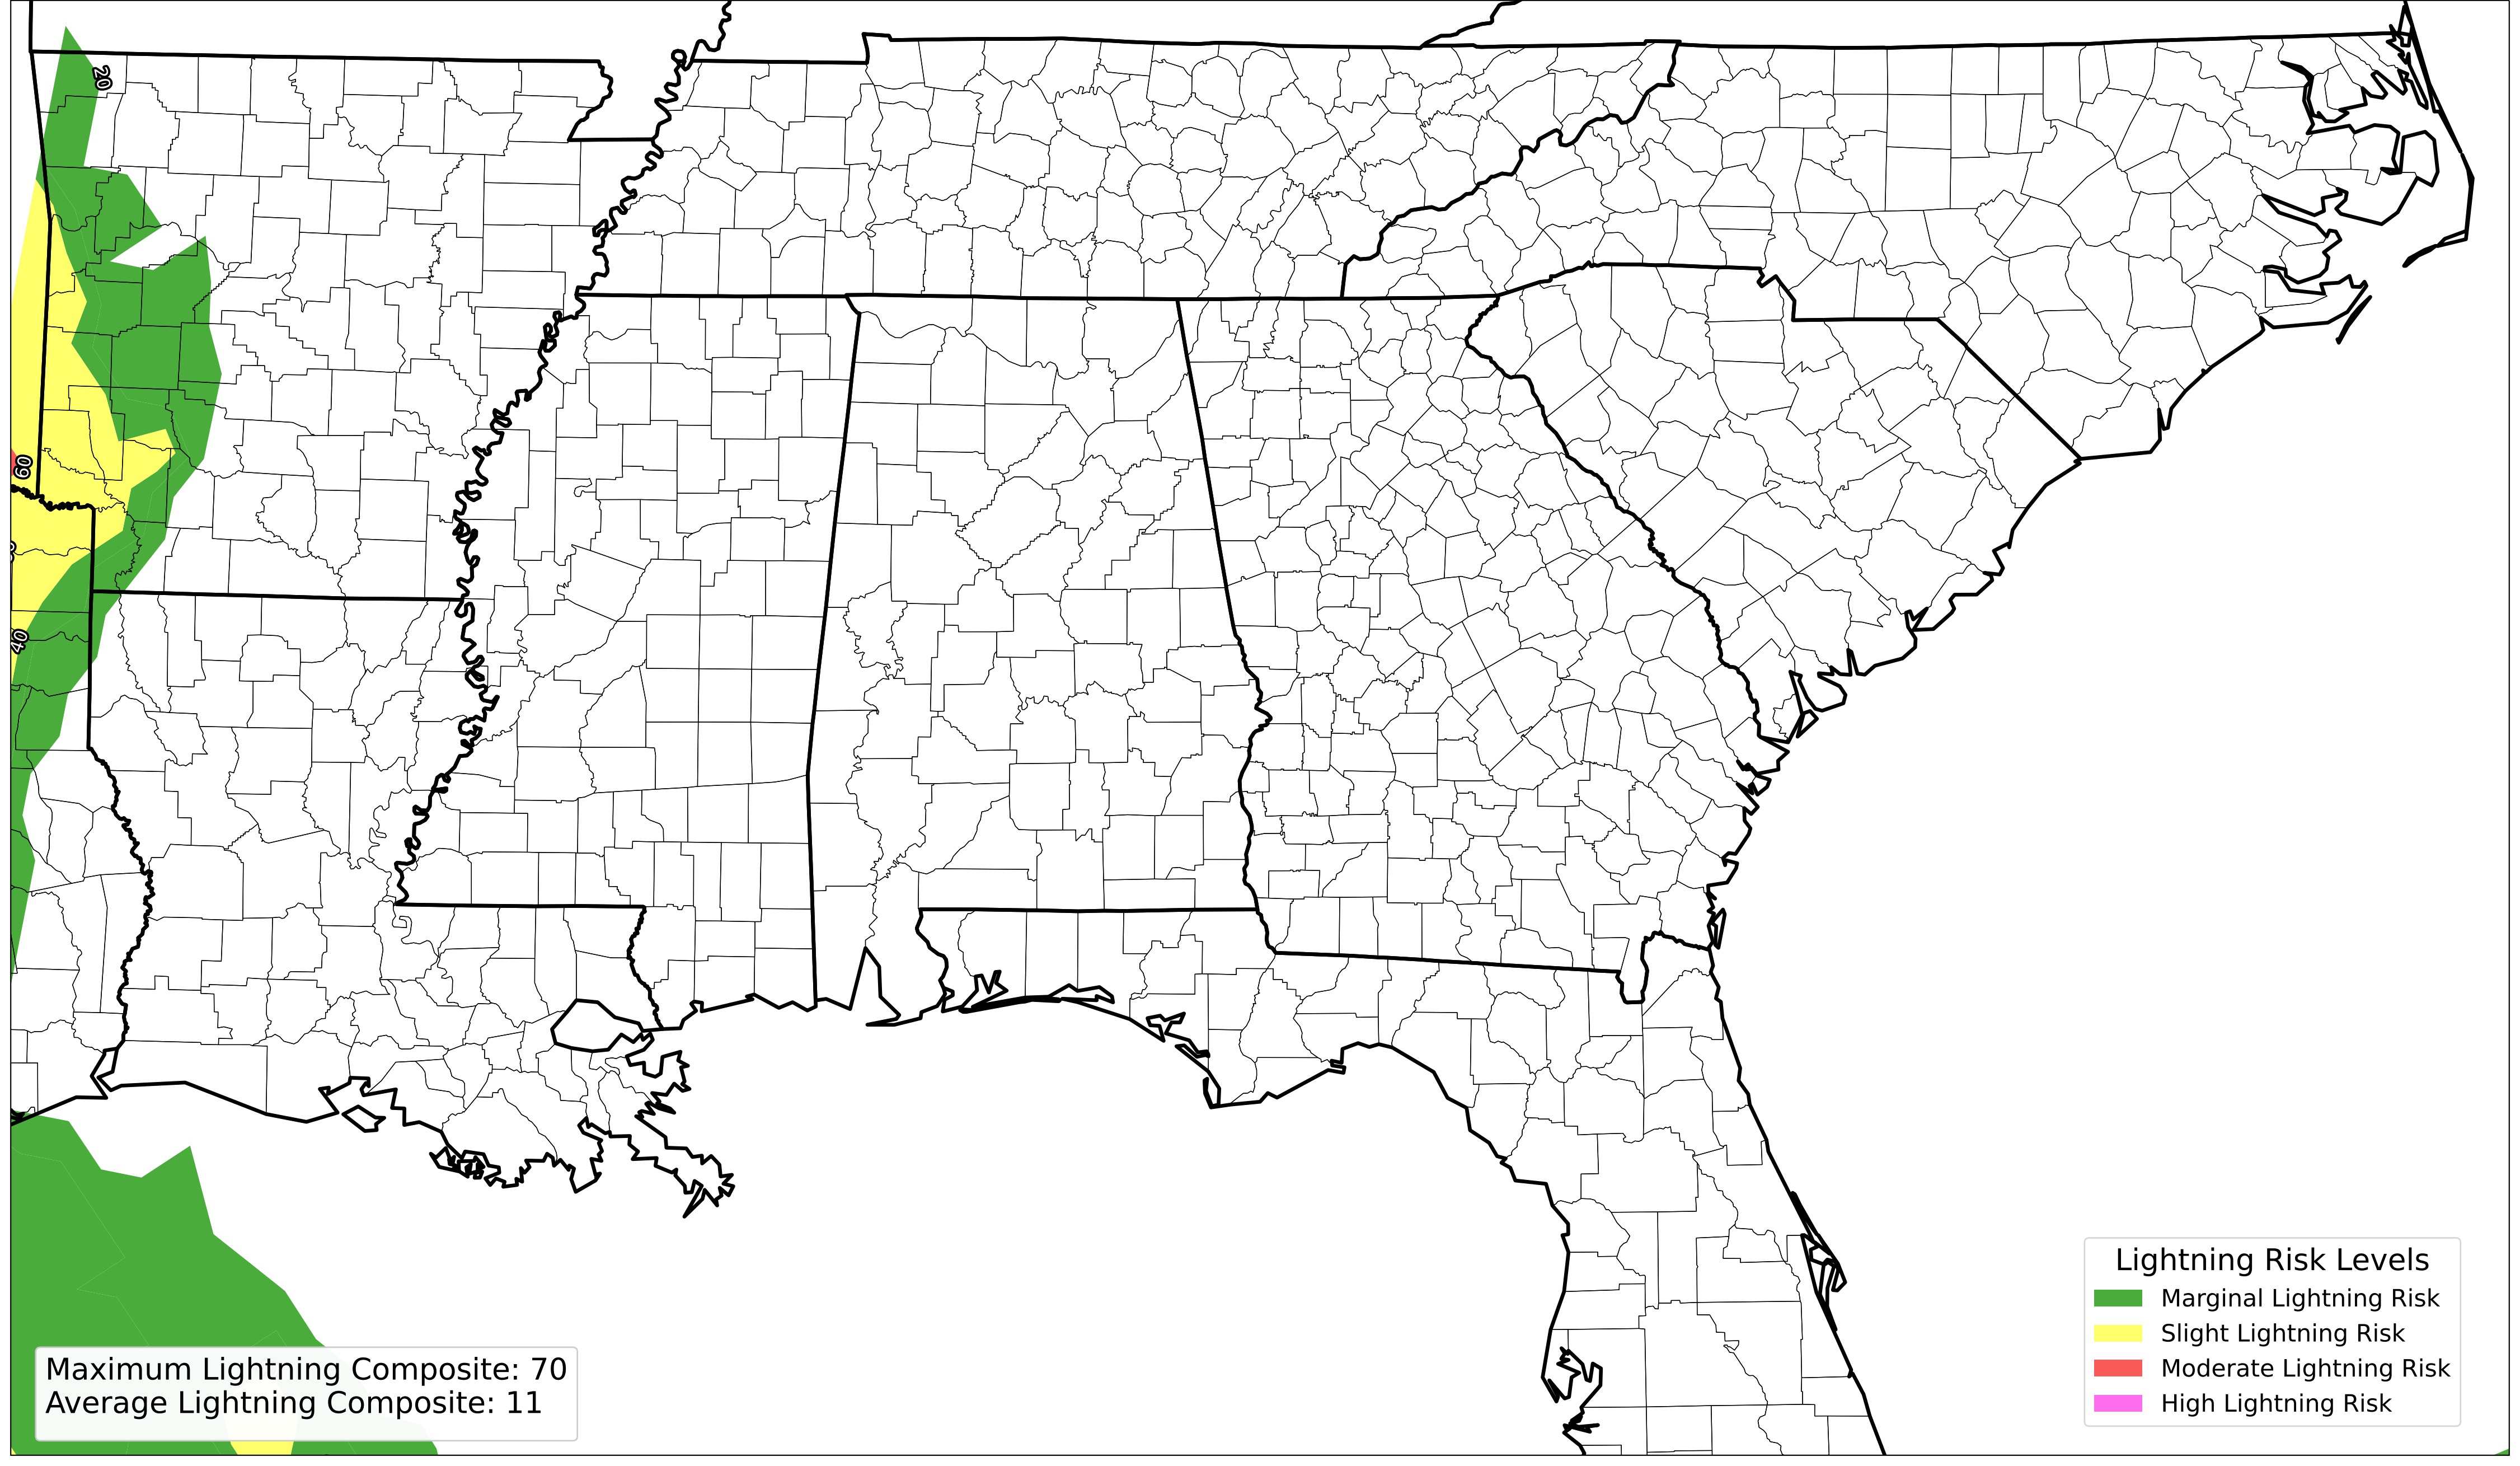 20
60
40
Lightning Risk Levels
Marginal Lightning Risk
Slight Lightning Risk
Moderate Lightning Risk
High Lightning Risk
Maximum Lightning Composite: 70
Average Lightning Composite: 11